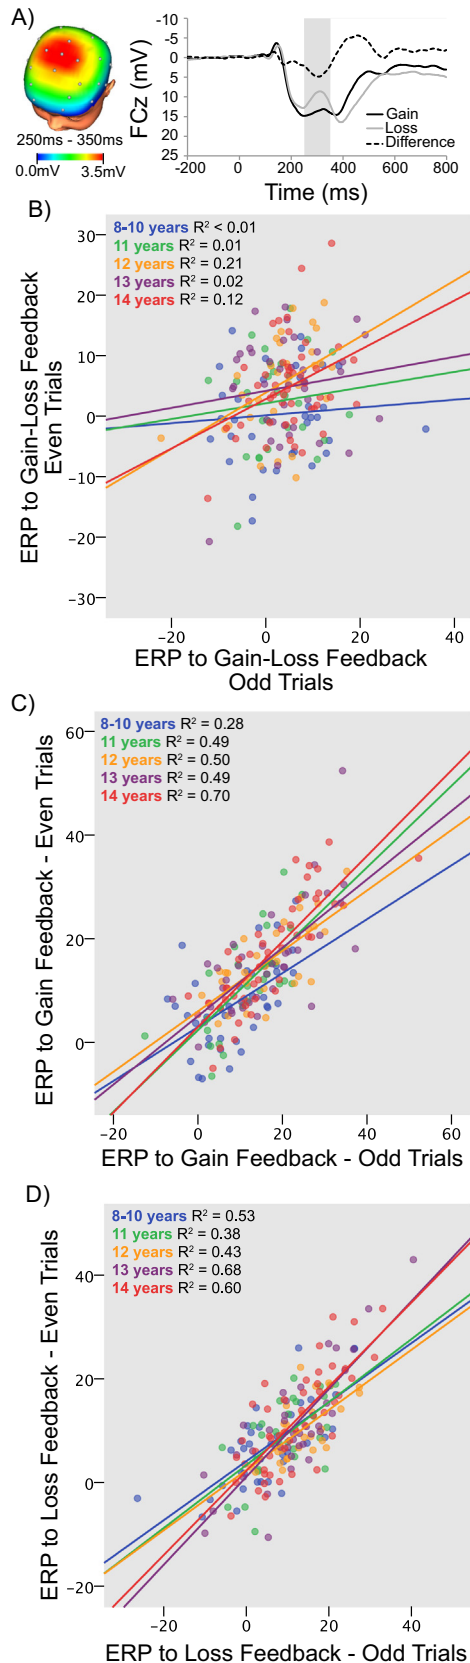 A)
250ms - 350ms
0.0mV 3.5mV
FCz (mV)
-10
-5
0
5
10
15
20
25
-200 0 200 400 600 800
Time (ms)
Gain
Loss
Difference
B)
8-10 years R² < 0.01
11 years R² = 0.01
12 years R² = 0.21
13 years R² = 0.02
14 years R² = 0.12
ERP to Gain-Loss Feedback
Even Trials
30
20
10
0
−10
−20
−30
−20 0 20 40
ERP to Gain-Loss Feedback
Odd Trials
C)
8-10 years R² = 0.28
11 years R² = 0.49
12 years R² = 0.50
13 years R² = 0.49
14 years R² = 0.70
ERP to Gain Feedback - Even Trials
60
40
20
0
−20 0 20 40 60
ERP to Gain Feedback - Odd Trials
D)
8-10 years R² = 0.53
11 years R² = 0.38
12 years R² = 0.43
13 years R² = 0.68
14 years R² = 0.60
ERP to Loss Feedback - Even Trials
40
20
0
−20
−20 0 20 40
ERP to Loss Feedback - Odd Trials